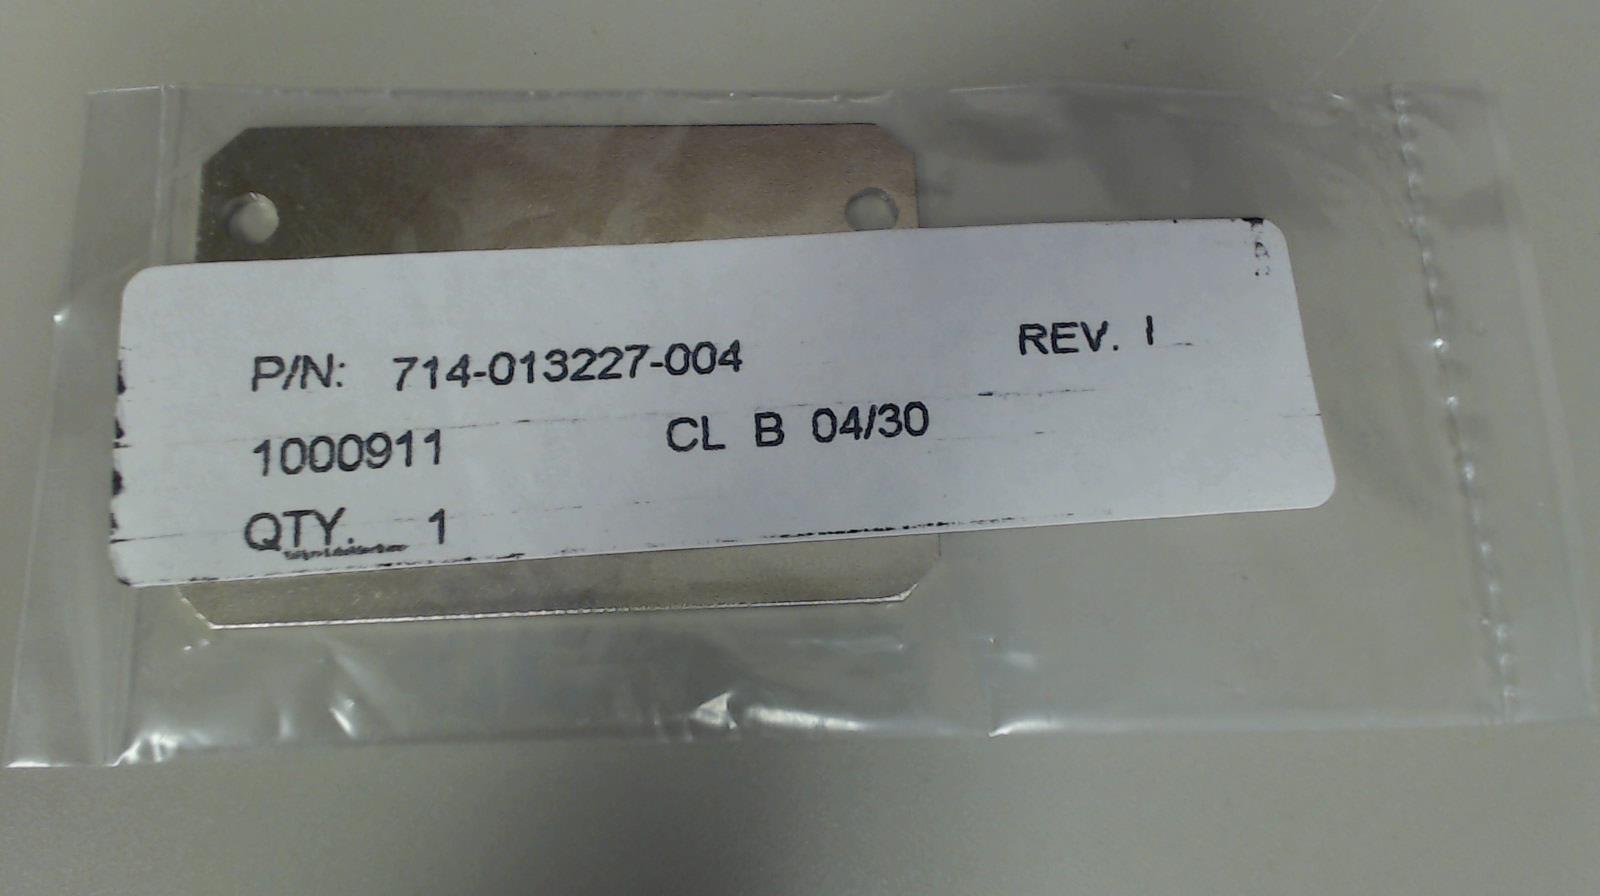 P/N: 714-013227-004 REV. I
1000911 CL B 04/30
QTY. 1